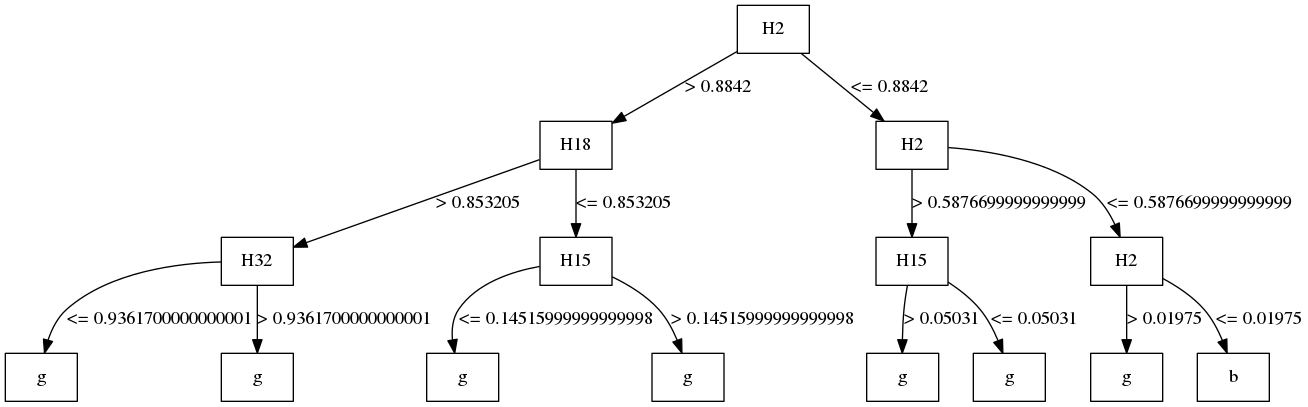 H2
> 0.8842
<= 0.8842
H18
H2
> 0.853205
<= 0.853205
> 0.5876699999999999
<= 0.5876699999999999
H32
H15
H15
H2
<= 0.9361700000000001
> 0.9361700000000001
<= 0.14515999999999998
> 0.14515999999999998
> 0.05031
<= 0.05031
> 0.01975
<= 0.01975
g
g
g
g
g
g
g
b